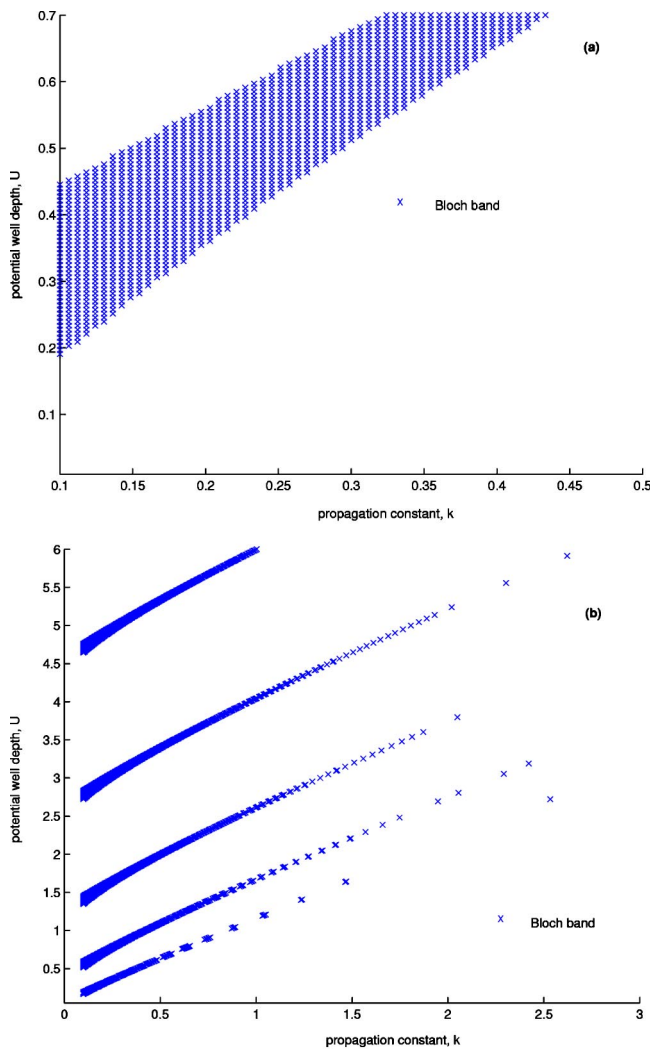 0.7
(a)
0.6
0.5
0.4
x Bloch band
0.3
0.2
0.1
potential well depth, U
0.1 0.15 0.2 0.25 0.3 0.35 0.4 0.45 0.5
propagation constant, k
6
5.5
(b)
5
4.5
4
3.5
3
2.5
2
1.5
1
x Bloch band
0.5
potential well depth, U
0 0.5 1 1.5 2 2.5 3
propagation constant, k